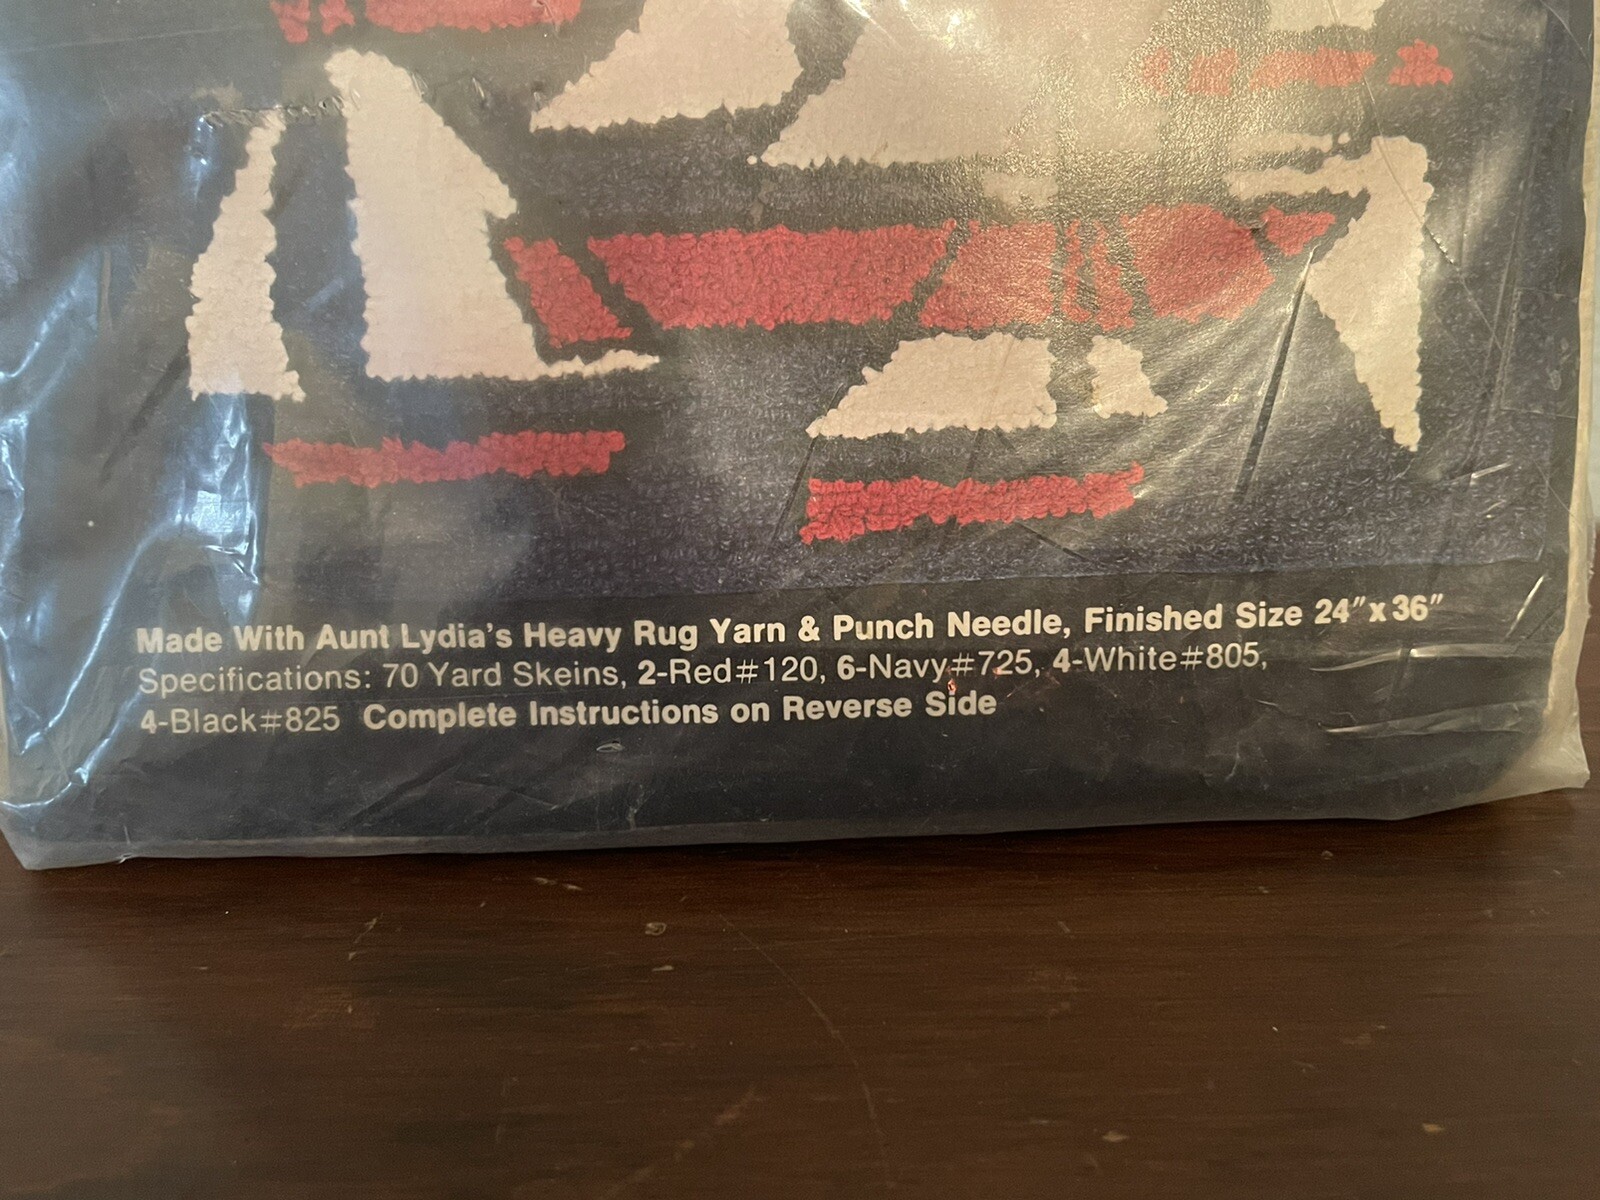 Made With Aunt Lydia's Heavy Rug Yarn & Punch Needle, Finished Size 24"x36"
Specifications: 70 Yard Skeins, 2-Red#120, 6-Navy#725, 4-White#805,
4-Black#825 Complete Instructions on Reverse Side